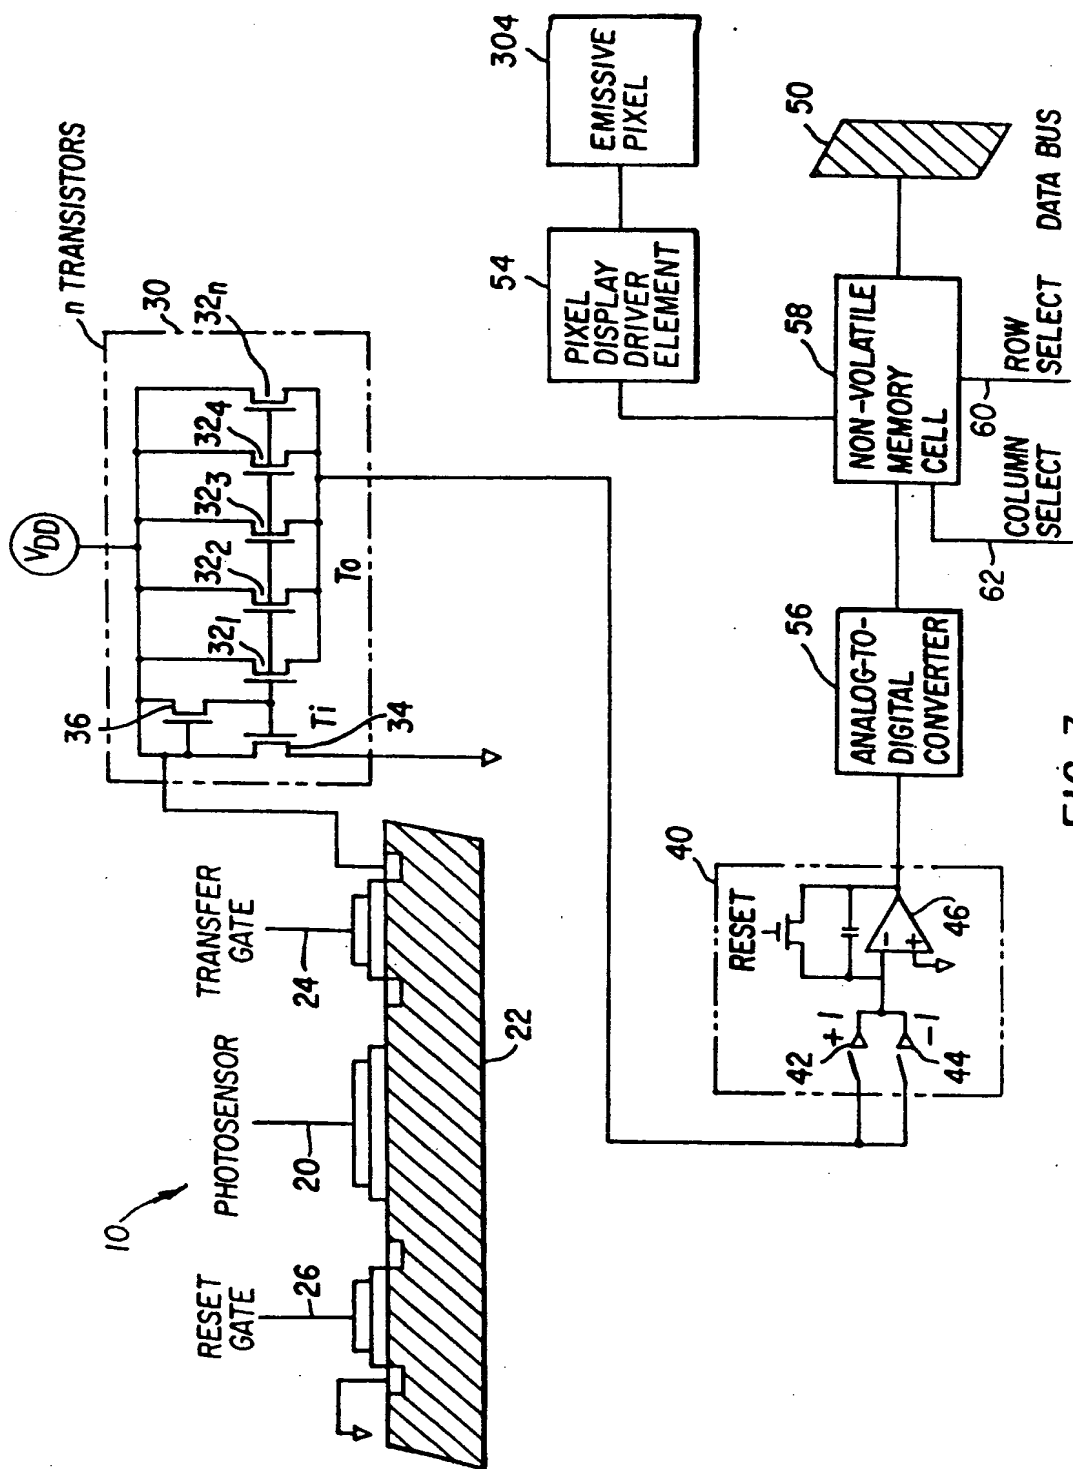 10
RESET
GATE
26
PHOTOSENSOR
20
TRANSFER
GATE
24
22
VDD
n TRANSISTORS
30
36
321
322
323
324
32n
Ti
34
To
40
RESET
42
+1
44
-1
-
+
46
ANALOG-TO-
DIGITAL
CONVERTER
56
NON-VOLATILE
MEMORY
CELL
58
PIXEL
DISPLAY
DRIVER
ELEMENT
54
EMISSIVE
PIXEL
304
50
62
COLUMN
SELECT
60
ROW
SELECT
DATA BUS